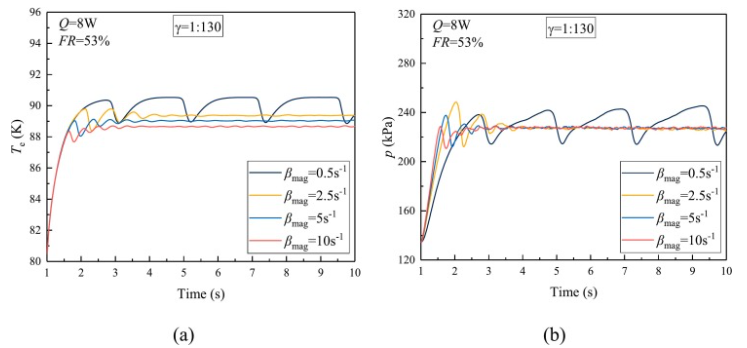 Q=8W
FR=53%
γ=1:130
T_e (K)
96
94
92
90
88
86
84
82
80
1 2 3 4 5 6 7 8 9 10
Time (s)
β_mag=0.5s⁻¹
β_mag=2.5s⁻¹
β_mag=5s⁻¹
β_mag=10s⁻¹
(a)
Q=8W
FR=53%
γ=1:130
p (kPa)
320
280
240
200
160
120
1 2 3 4 5 6 7 8 9 10
Time (s)
β_mag=0.5s⁻¹
β_mag=2.5s⁻¹
β_mag=5s⁻¹
β_mag=10s⁻¹
(b)